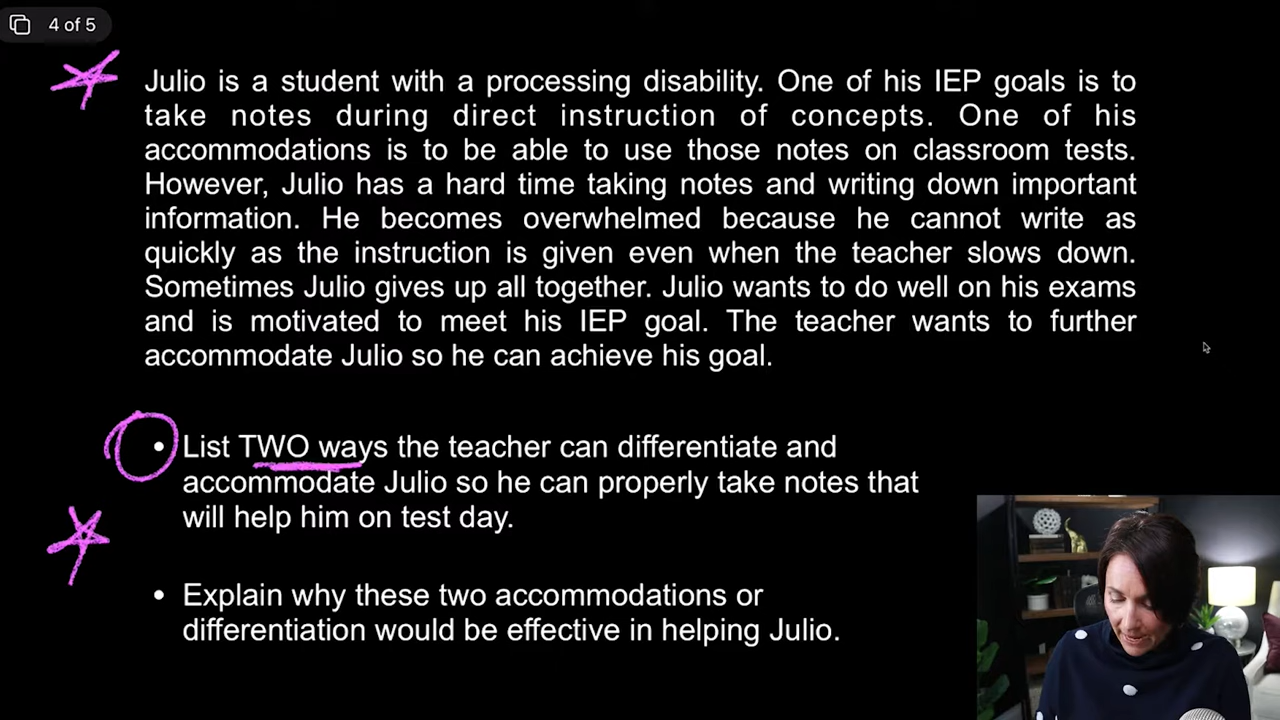 4 of 5
Julio is a student with a processing disability. One of his IEP goals is to
take notes during direct instruction of concepts. One of his
accommodations is to be able to use those notes on classroom tests.
However, Julio has a hard time taking notes and writing down important
information. He becomes overwhelmed because he cannot write as
quickly as the instruction is given even when the teacher slows down.
Sometimes Julio gives up all together. Julio wants to do well on his exams
and is motivated to meet his IEP goal. The teacher wants to further
accommodate Julio so he can achieve his goal.
• List TWO ways the teacher can differentiate and
accommodate Julio so he can properly take notes that
will help him on test day.
• Explain why these two accommodations or
differentiation would be effective in helping Julio.